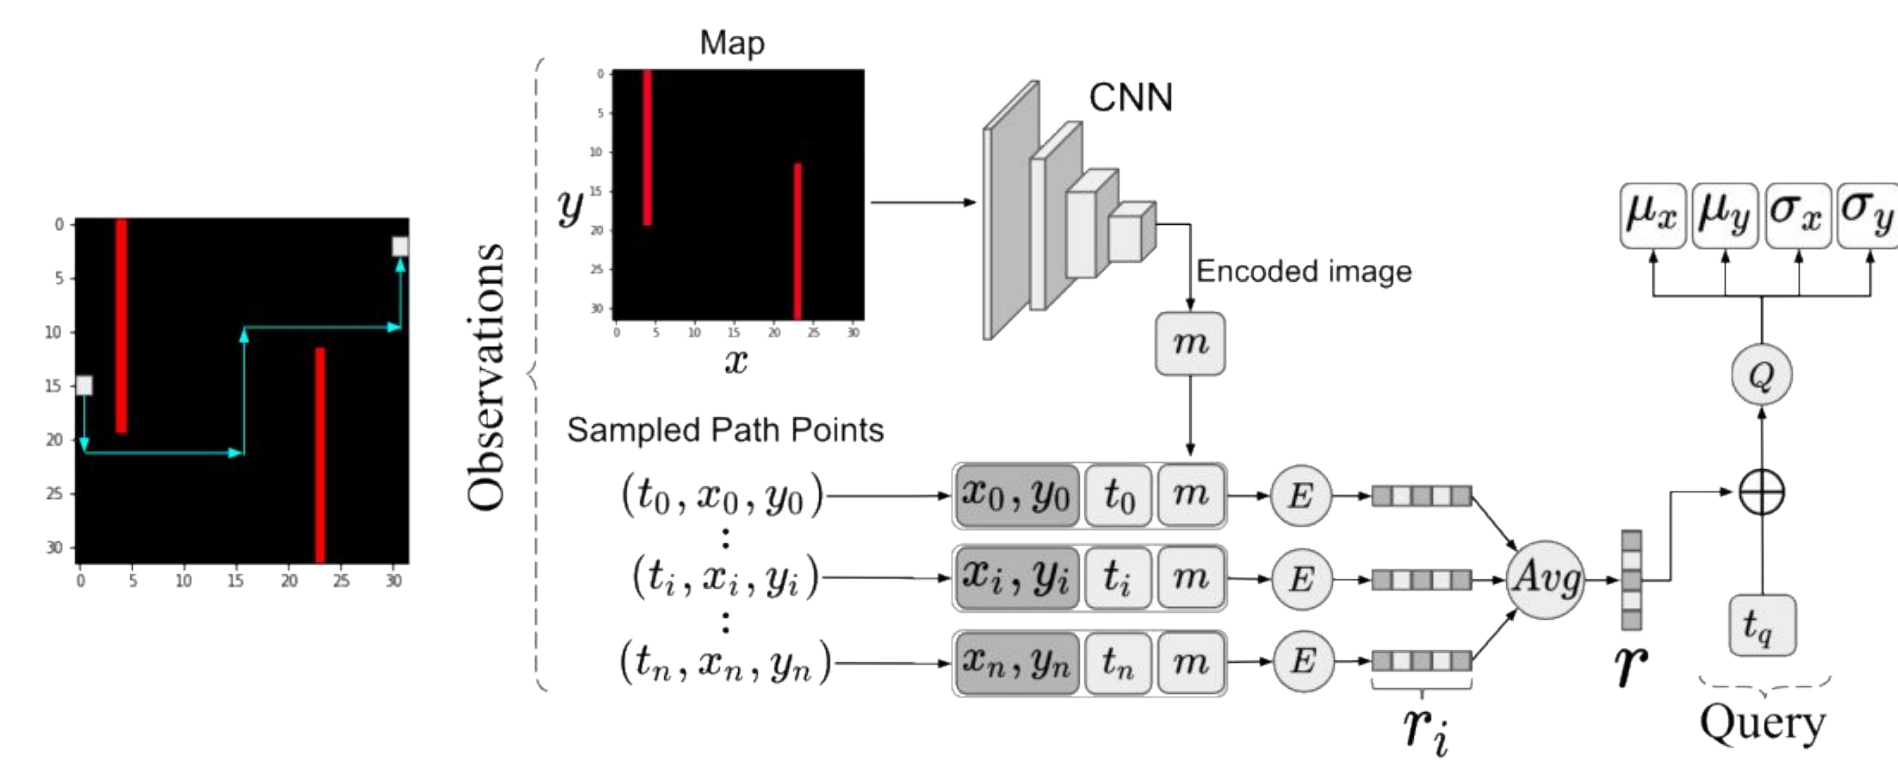 0
5
10
15
20
25
30
0 5 10 15 20 25 30
Observations
Map
0
5
10
15
20
25
30
y
0 5 10 15 20 25 30
x
CNN
Encoded image
m
Sampled Path Points
(t₀, x₀, y₀)
⋮
(tᵢ, xᵢ, yᵢ)
⋮
(tₙ, xₙ, yₙ)
x₀, y₀ t₀ m E
xᵢ, yᵢ tᵢ m E
xₙ, yₙ tₙ m E
rᵢ
Avg
r
μₓ μ_y σₓ σ_y
Q
⊕
t_q
Query